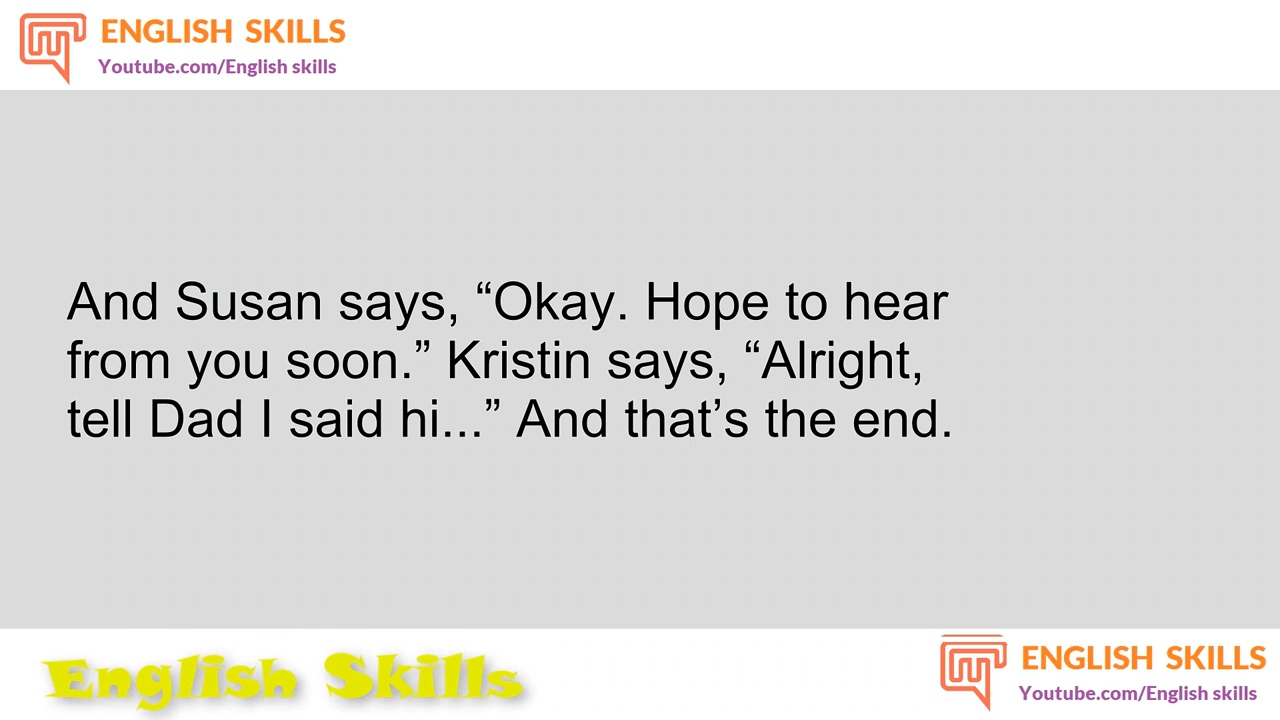 ENGLISH SKILLS
Youtube.com/English skills
And Susan says, “Okay. Hope to hear
from you soon.” Kristin says, “Alright,
tell Dad I said hi...” And that’s the end.
English Skills
ENGLISH SKILLS
Youtube.com/English skills